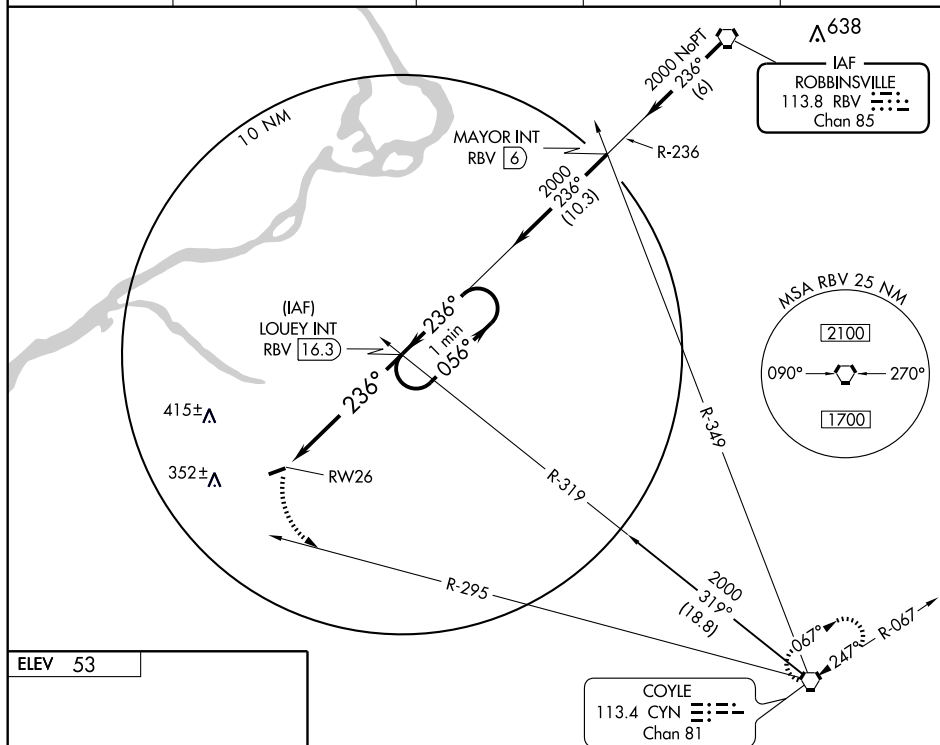 638
2000 NoPT
236°
(6)
IAF
ROBBINSVILLE
113.8 RBV
Chan 85
10 NM
MAYOR INT
RBV 6
R-236
2000
236°
(10.3)
MSA RBV 25 NM
2100
090°
270°
1700
(IAF)
LOUEY INT
RBV 16.3
236°
1 min
056°
236°
415±
352±
RW26
R-349
R-319
R-295
2000
319°
(18.8)
067°
247°
R-067
COYLE
113.4 CYN
Chan 81
ELEV 53